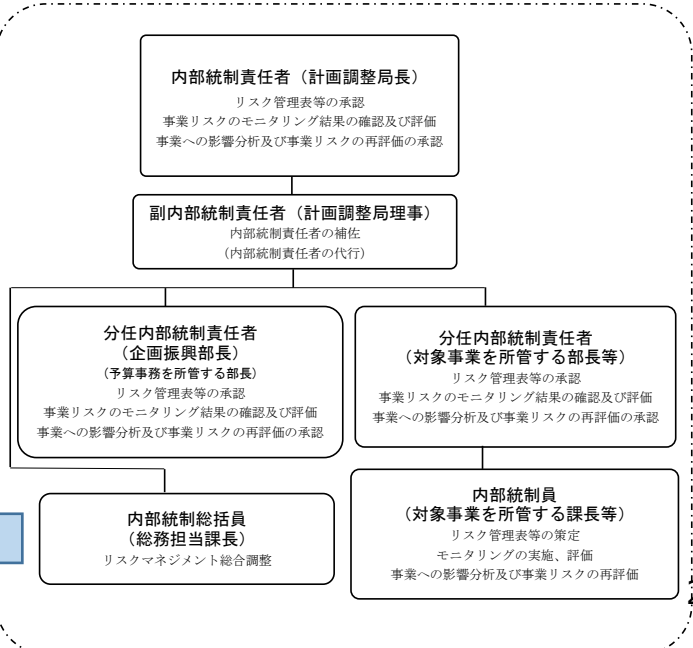 内部統制責任者（計画調整局長）
リスク管理表等の承認
事業リスクのモニタリング結果の確認及び評価
事業への影響分析及び事業リスクの再評価の承認
副内部統制責任者（計画調整局理事）
内部統制責任者の補佐
(内部統制責任者の代行)
分任内部統制責任者
（企画振興部長）
（予算事務を所管する部長）
リスク管理表等の承認
事業リスクのモニタリング結果の確認及び評価
事業への影響分析及び事業リスクの再評価の承認
分任内部統制責任者
（対象事業を所管する部長等）
リスク管理表等の承認
事業リスクのモニタリング結果の確認及び評価
事業への影響分析及び事業リスクの再評価の承認
内部統制総括員
（総務担当課長）
リスクマネジメント総合調整
内部統制員
（対象事業を所管する課長等）
リスク管理表等の策定
モニタリングの実施、評価
事業への影響分析及び事業リスクの再評価